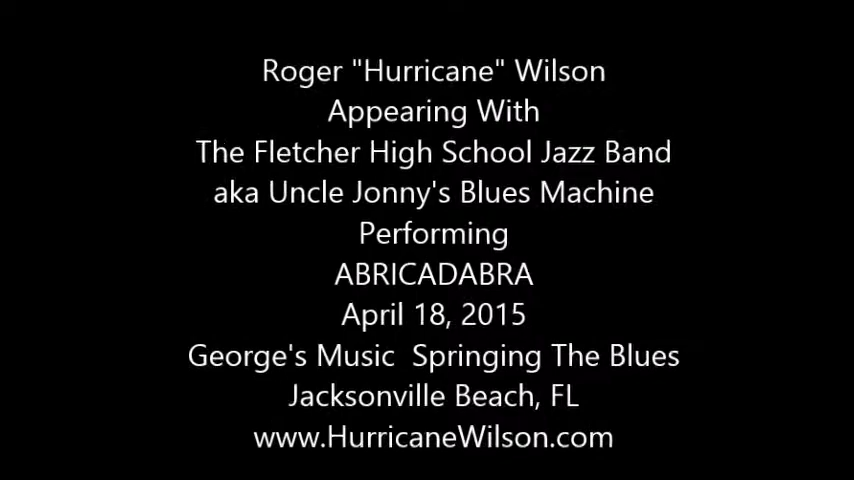 Roger "Hurricane" Wilson
Appearing With
The Fletcher High School Jazz Band
aka Uncle Jonny's Blues Machine
Performing
ABRICADABRA
April 18, 2015
George's Music  Springing The Blues
Jacksonville Beach, FL
www.HurricaneWilson.com